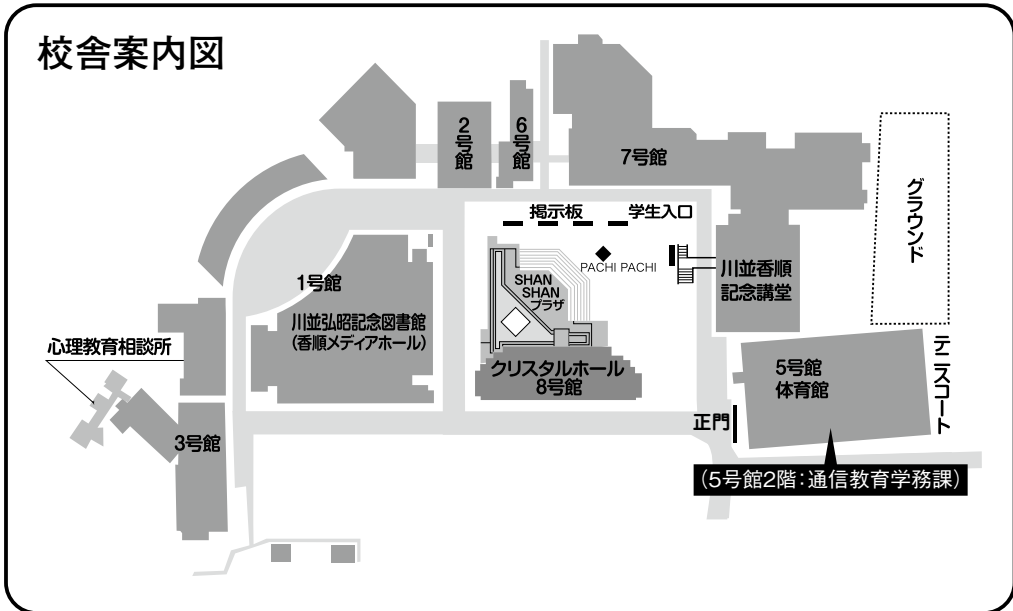 校舎案内図
2号館
6号館
7号館
グラウンド
掲示板
学生入口
PACHI PACHI
川並香順
記念講堂
SHAN
SHAN
プラザ
1号館
川並弘昭記念図書館
(香順メディアホール)
心理教育相談所
クリスタルホール
8号館
5号館
体育館
テニスコート
正門
3号館
(5号館2階:通信教育学務課)